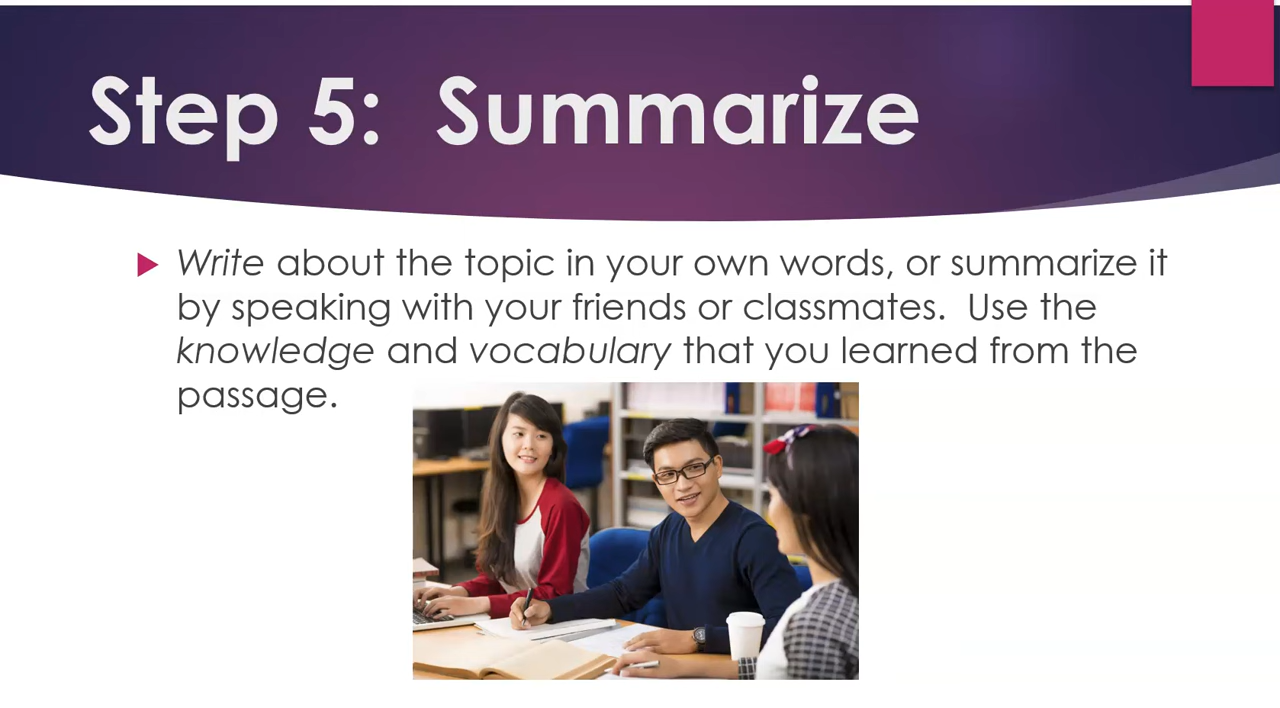 Step 5:  Summarize
Write about the topic in your own words, or summarize it
by speaking with your friends or classmates.  Use the
knowledge and vocabulary that you learned from the
passage.